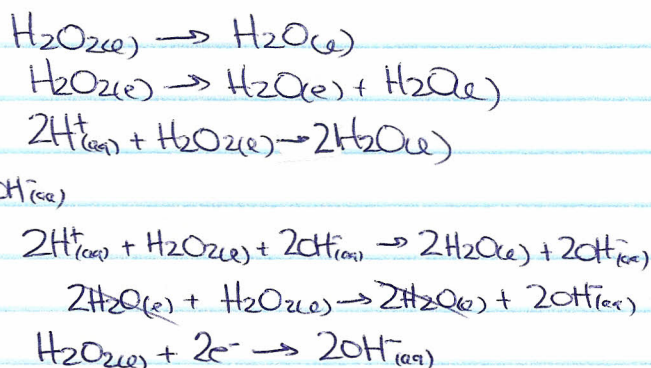 H₂O₂(l) → H₂O(l)
H₂O₂(l) → H₂O(l) + H₂O(l)
2H⁺(aq) + H₂O₂(l) → 2H₂O(l)
OH⁻(aq)
2H⁺(aq) + H₂O₂(l) + 2OH⁻(aq) → 2H₂O(l) + 2OH⁻(aq)
2H₂O(l) + H₂O₂(l) → 2H₂O(l) + 2OH⁻(aq)
H₂O₂(l) + 2e⁻ → 2OH⁻(aq)